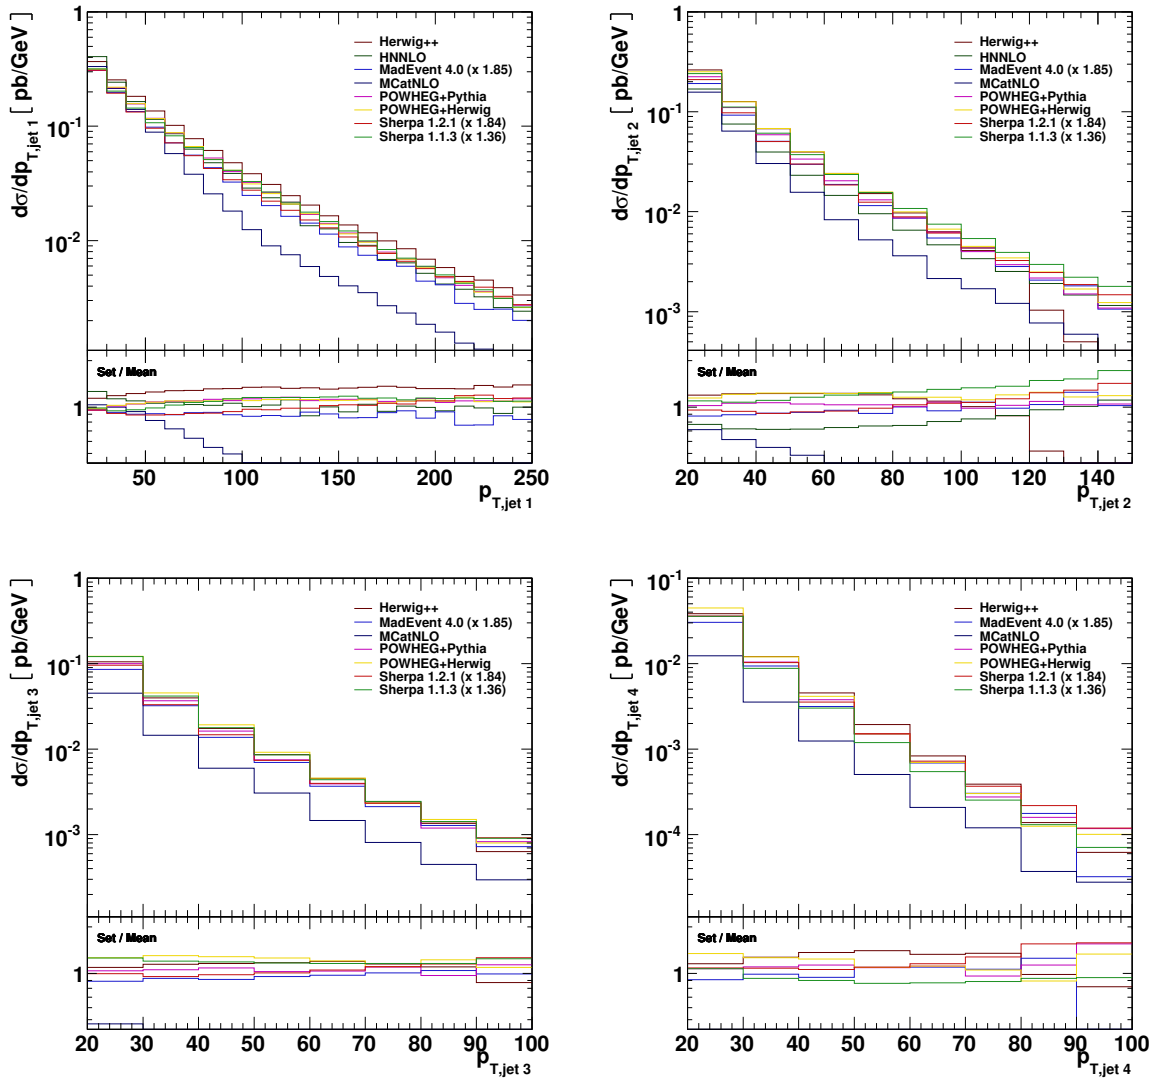 dσ/dp_T,jet 1 [ pb/GeV]
1
10^-1
10^-2
Herwig++
HNNLO
MadEvent 4.0 (x 1.85)
MCatNLO
POWHEG+Pythia
POWHEG+Herwig
Sherpa 1.2.1 (x 1.84)
Sherpa 1.1.3 (x 1.36)
Set / Mean
1
50 100 150 200 250
p_T,jet 1
dσ/dp_T,jet 2 [ pb/GeV]
1
10^-1
10^-2
10^-3
Herwig++
HNNLO
MadEvent 4.0 (x 1.85)
MCatNLO
POWHEG+Pythia
POWHEG+Herwig
Sherpa 1.2.1 (x 1.84)
Sherpa 1.1.3 (x 1.36)
Set / Mean
1
20 40 60 80 100 120 140
p_T,jet 2
dσ/dp_T,jet 3 [ pb/GeV]
1
10^-1
10^-2
10^-3
Herwig++
MadEvent 4.0 (x 1.85)
MCatNLO
POWHEG+Pythia
POWHEG+Herwig
Sherpa 1.2.1 (x 1.84)
Sherpa 1.1.3 (x 1.36)
Set / Mean
1
20 30 40 50 60 70 80 90 100
p_T,jet 3
dσ/dp_T,jet 4 [ pb/GeV]
10^-1
10^-2
10^-3
10^-4
Herwig++
MadEvent 4.0 (x 1.85)
MCatNLO
POWHEG+Pythia
POWHEG+Herwig
Sherpa 1.2.1 (x 1.84)
Sherpa 1.1.3 (x 1.36)
Set / Mean
1
20 30 40 50 60 70 80 90 100
p_T,jet 4